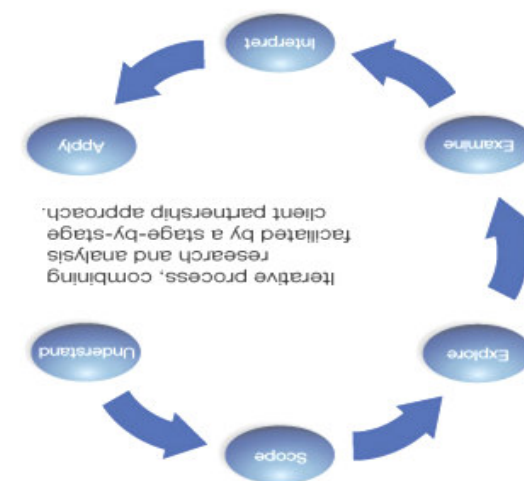 Scope
Explore
Understand
Iterative process, combining
research and analysis
facilitated by a stage-by-stage
client partnership approach.
Examine
Apply
Interpret